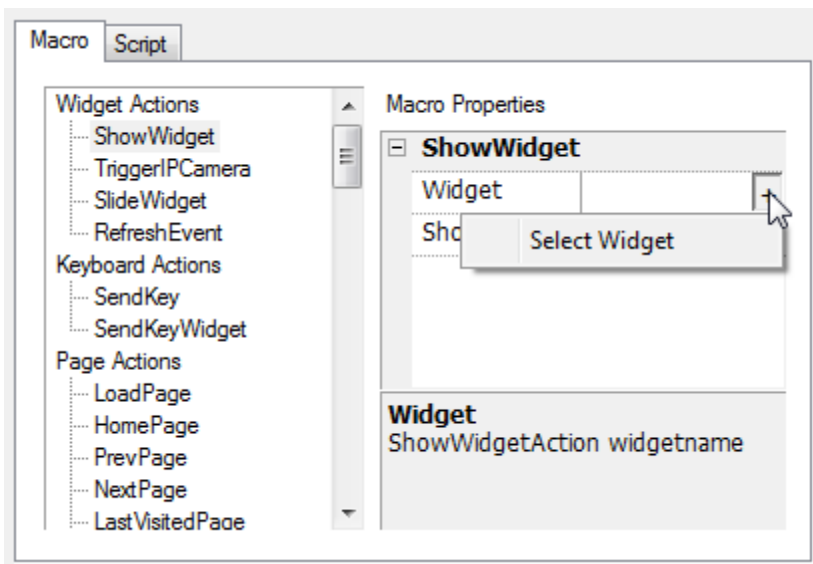 Macro
Script
Widget Actions
ShowWidget
TriggerIPCamera
SlideWidget
RefreshEvent
Keyboard Actions
SendKey
SendKeyWidget
Page Actions
LoadPage
HomePage
PrevPage
NextPage
LastVisitedPage
Macro Properties
ShowWidget
Widget
Sho
Select Widget
Widget
ShowWidgetAction widgetname